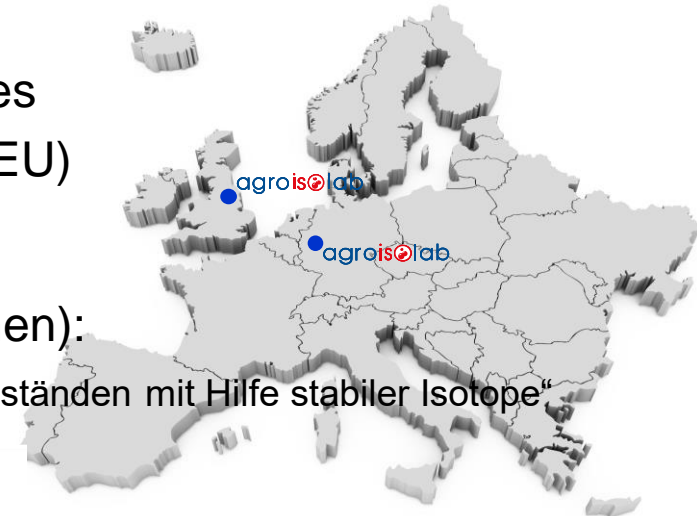 es
EU)
agroisolab
agroisolab
en):
ständen mit Hilfe stabiler Isotope“